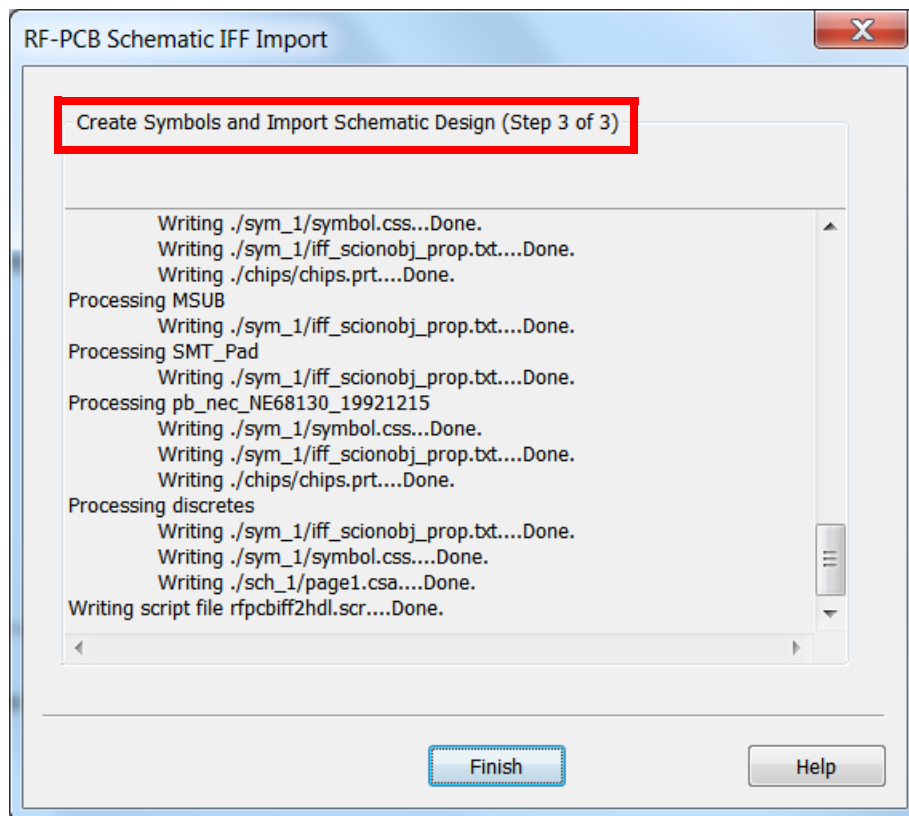 RF-PCB Schematic IFF Import
Create Symbols and Import Schematic Design (Step 3 of 3)
Writing ./sym_1/symbol.css...Done.
Writing ./sym_1/iff_scionobj_prop.txt....Done.
Writing ./chips/chips.prt....Done.
Processing MSUB
Writing ./sym_1/iff_scionobj_prop.txt....Done.
Processing SMT_Pad
Writing ./sym_1/iff_scionobj_prop.txt....Done.
Processing pb_nec_NE68130_19921215
Writing ./sym_1/symbol.css...Done.
Writing ./sym_1/iff_scionobj_prop.txt....Done.
Writing ./chips/chips.prt....Done.
Processing discretes
Writing ./sym_1/iff_scionobj_prop.txt....Done.
Writing ./sym_1/symbol.css....Done.
Writing ./sch_1/page1.csa....Done.
Writing script file rfpcbiff2hdl.scr....Done.
Finish
Help